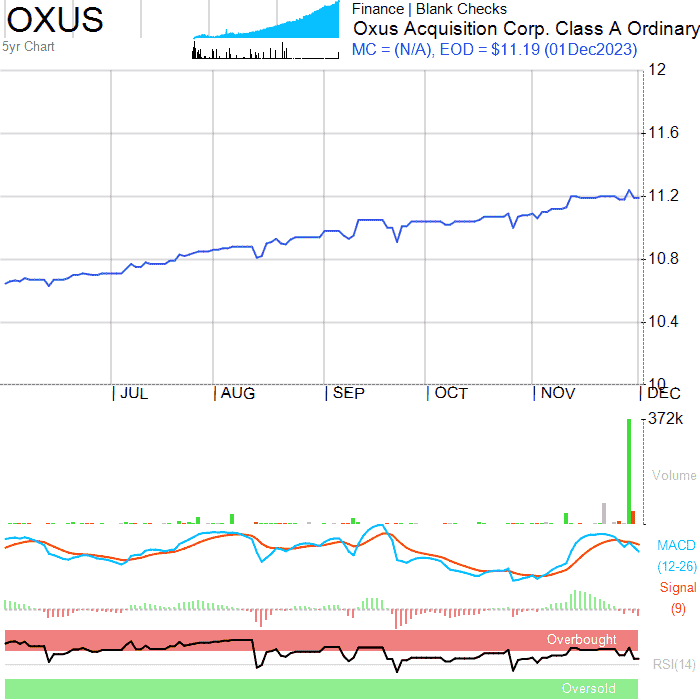 OXUS
5yr Chart
Finance | Blank Checks
Oxus Acquisition Corp. Class A Ordinary
MC = (N/A), EOD = $11.19 (01Dec2023)
12
11.6
11.2
10.8
10.4
10
JUL AUG SEP OCT NOV DEC
372k
Volume
MACD
(12-26)
Signal
(9)
Overbought
RSI(14)
Oversold